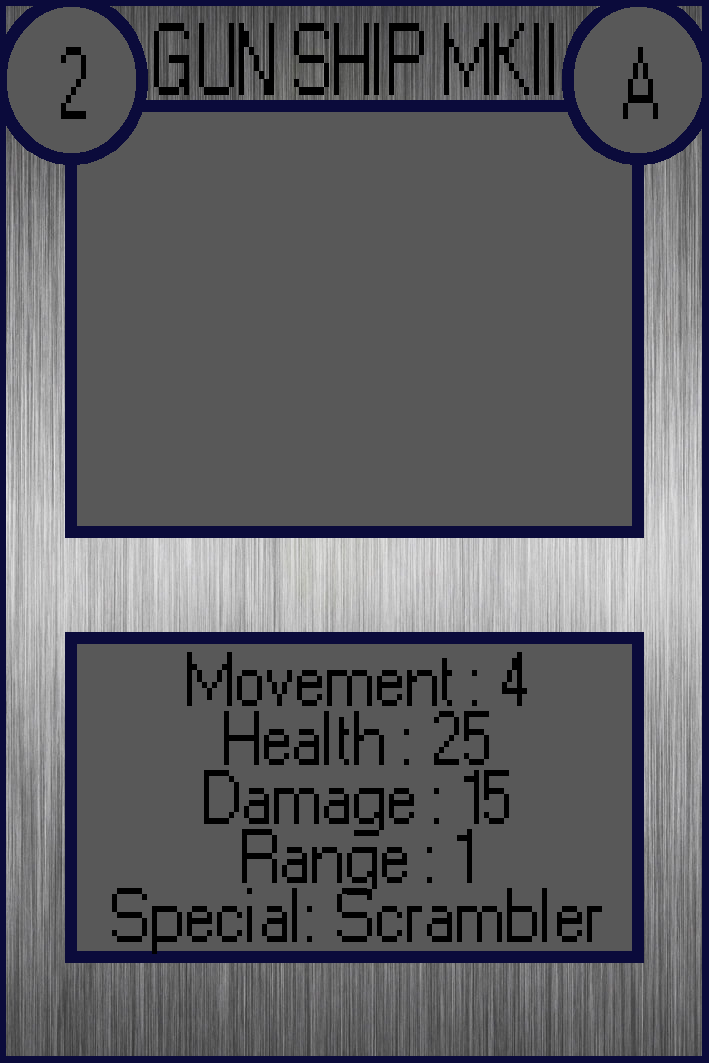 2
GUN SHIP MKII
A
Movement : 4
Health : 25
Damage : 15
Range : 1
Special: Scrambler